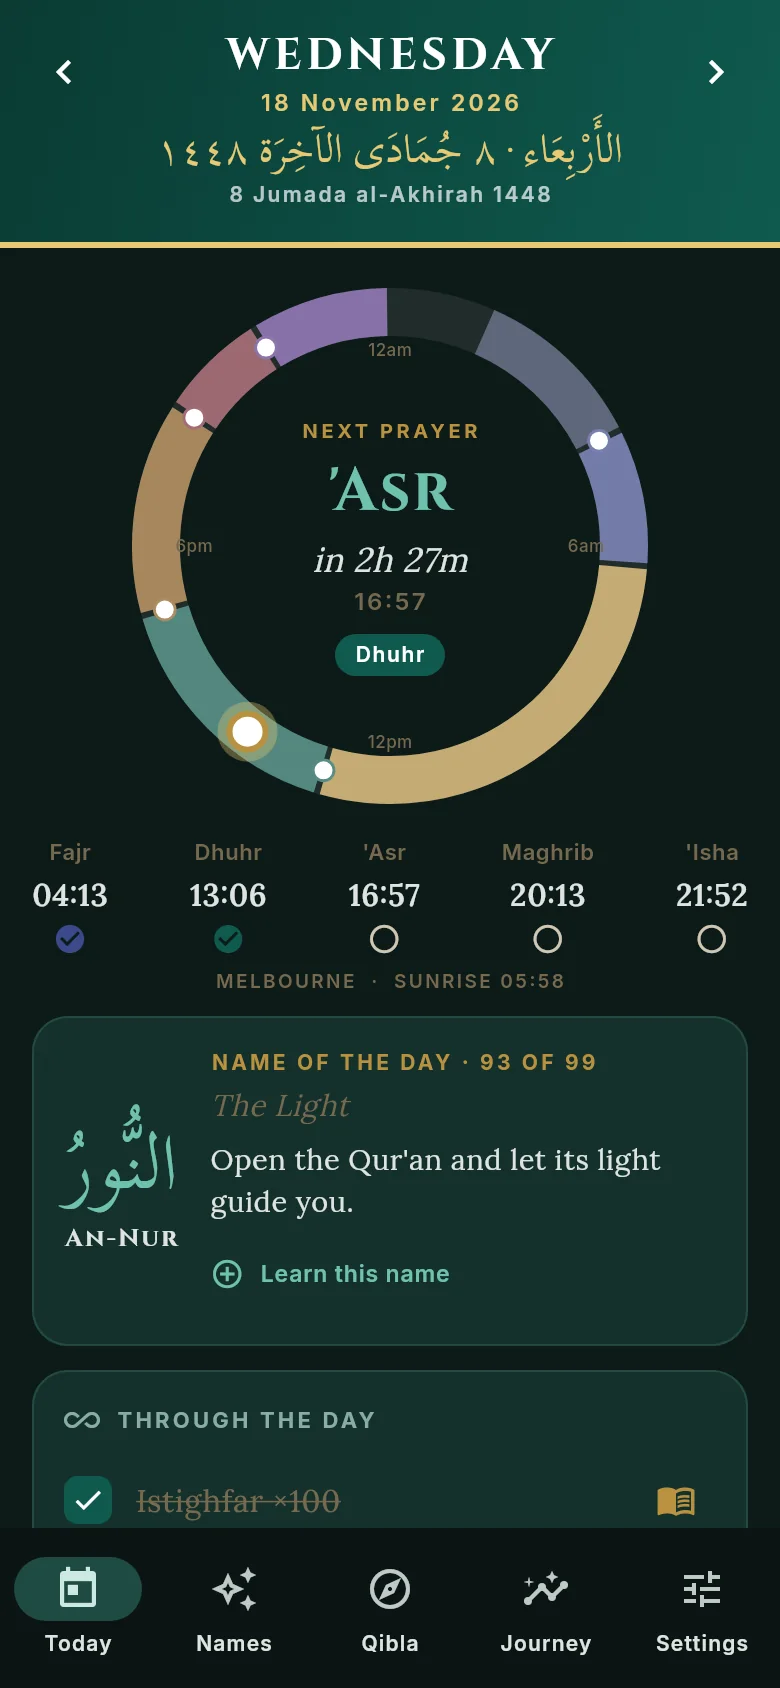 WEDNESDAY
18 November 2026
الأَرْبِعَاء · ٨ جُمَادَى الآخِرَة ١٤٤٨
8 Jumada al-Akhirah 1448
12am
NEXT PRAYER
'ASR
in 2h 27m
6pm
6am
16:57
Dhuhr
12pm
Fajr Dhuhr 'Asr Maghrib 'Isha
04:13 13:06 16:57 20:13 21:52
MELBOURNE · SUNRISE 05:58
NAME OF THE DAY · 93 OF 99
The Light
النُّورُ
AN-NUR
Open the Qur'an and let its light
guide you.
Learn this name
THROUGH THE DAY
Istighfar ×100
Today Names Qibla Journey Settings